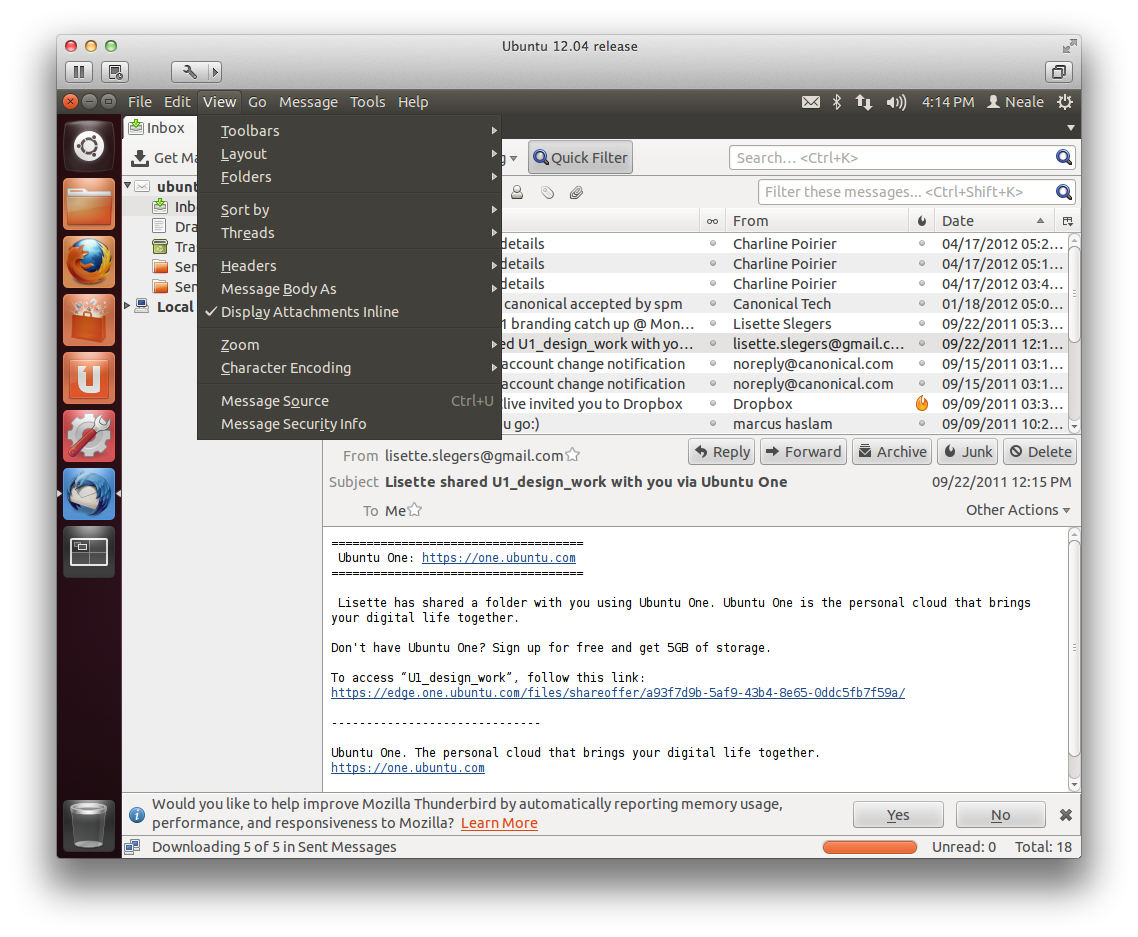 Ubuntu 12.04 release
File Edit View Go Message Tools Help 4:14 PM Neale
Inbox
Toolbars
Layout
Folders
Sort by
Threads
Headers
Message Body As
Display Attachments Inline
Zoom
Character Encoding
Message Source Ctrl+U
Message Security Info
Get Ma
Quick Filter
Search... <Ctrl+K>
Filter these messages... <Ctrl+Shift+K>
ubunt
Inb
Dra
Tra
Sen
Sen
Local
From Date
details Charline Poirier 04/17/2012 05:2...
details Charline Poirier 04/17/2012 05:1...
details Charline Poirier 04/17/2012 03:4...
canonical accepted by spm Canonical Tech 01/18/2012 05:0...
1 branding catch up @ Mon... Lisette Slegers 09/22/2011 05:3...
ed U1_design_work with yo... lisette.slegers@gmail.c... 09/22/2011 12:1...
account change notification noreply@canonical.com 09/15/2011 03:1...
account change notification noreply@canonical.com 09/15/2011 03:1...
live invited you to Dropbox Dropbox 09/09/2011 03:3...
u go:) marcus haslam 09/09/2011 10:2...
From lisette.slegers@gmail.com Reply Forward Archive Junk Delete
Subject Lisette shared U1_design_work with you via Ubuntu One 09/22/2011 12:15 PM
To Me Other Actions
====================================
Ubuntu One: https://one.ubuntu.com
====================================
Lisette has shared a folder with you using Ubuntu One. Ubuntu One is the personal cloud that brings
your digital life together.
Don't have Ubuntu One? Sign up for free and get 5GB of storage.
To access “U1_design_work”, follow this link:
https://edge.one.ubuntu.com/files/shareoffer/a93f7d9b-5af9-43b4-8e65-0ddc5fb7f59a/
------------------------------
Ubuntu One. The personal cloud that brings your digital life together.
https://one.ubuntu.com
Would you like to help improve Mozilla Thunderbird by automatically reporting memory usage,
performance, and responsiveness to Mozilla? Learn More
Yes No
Downloading 5 of 5 in Sent Messages Unread: 0 Total: 18